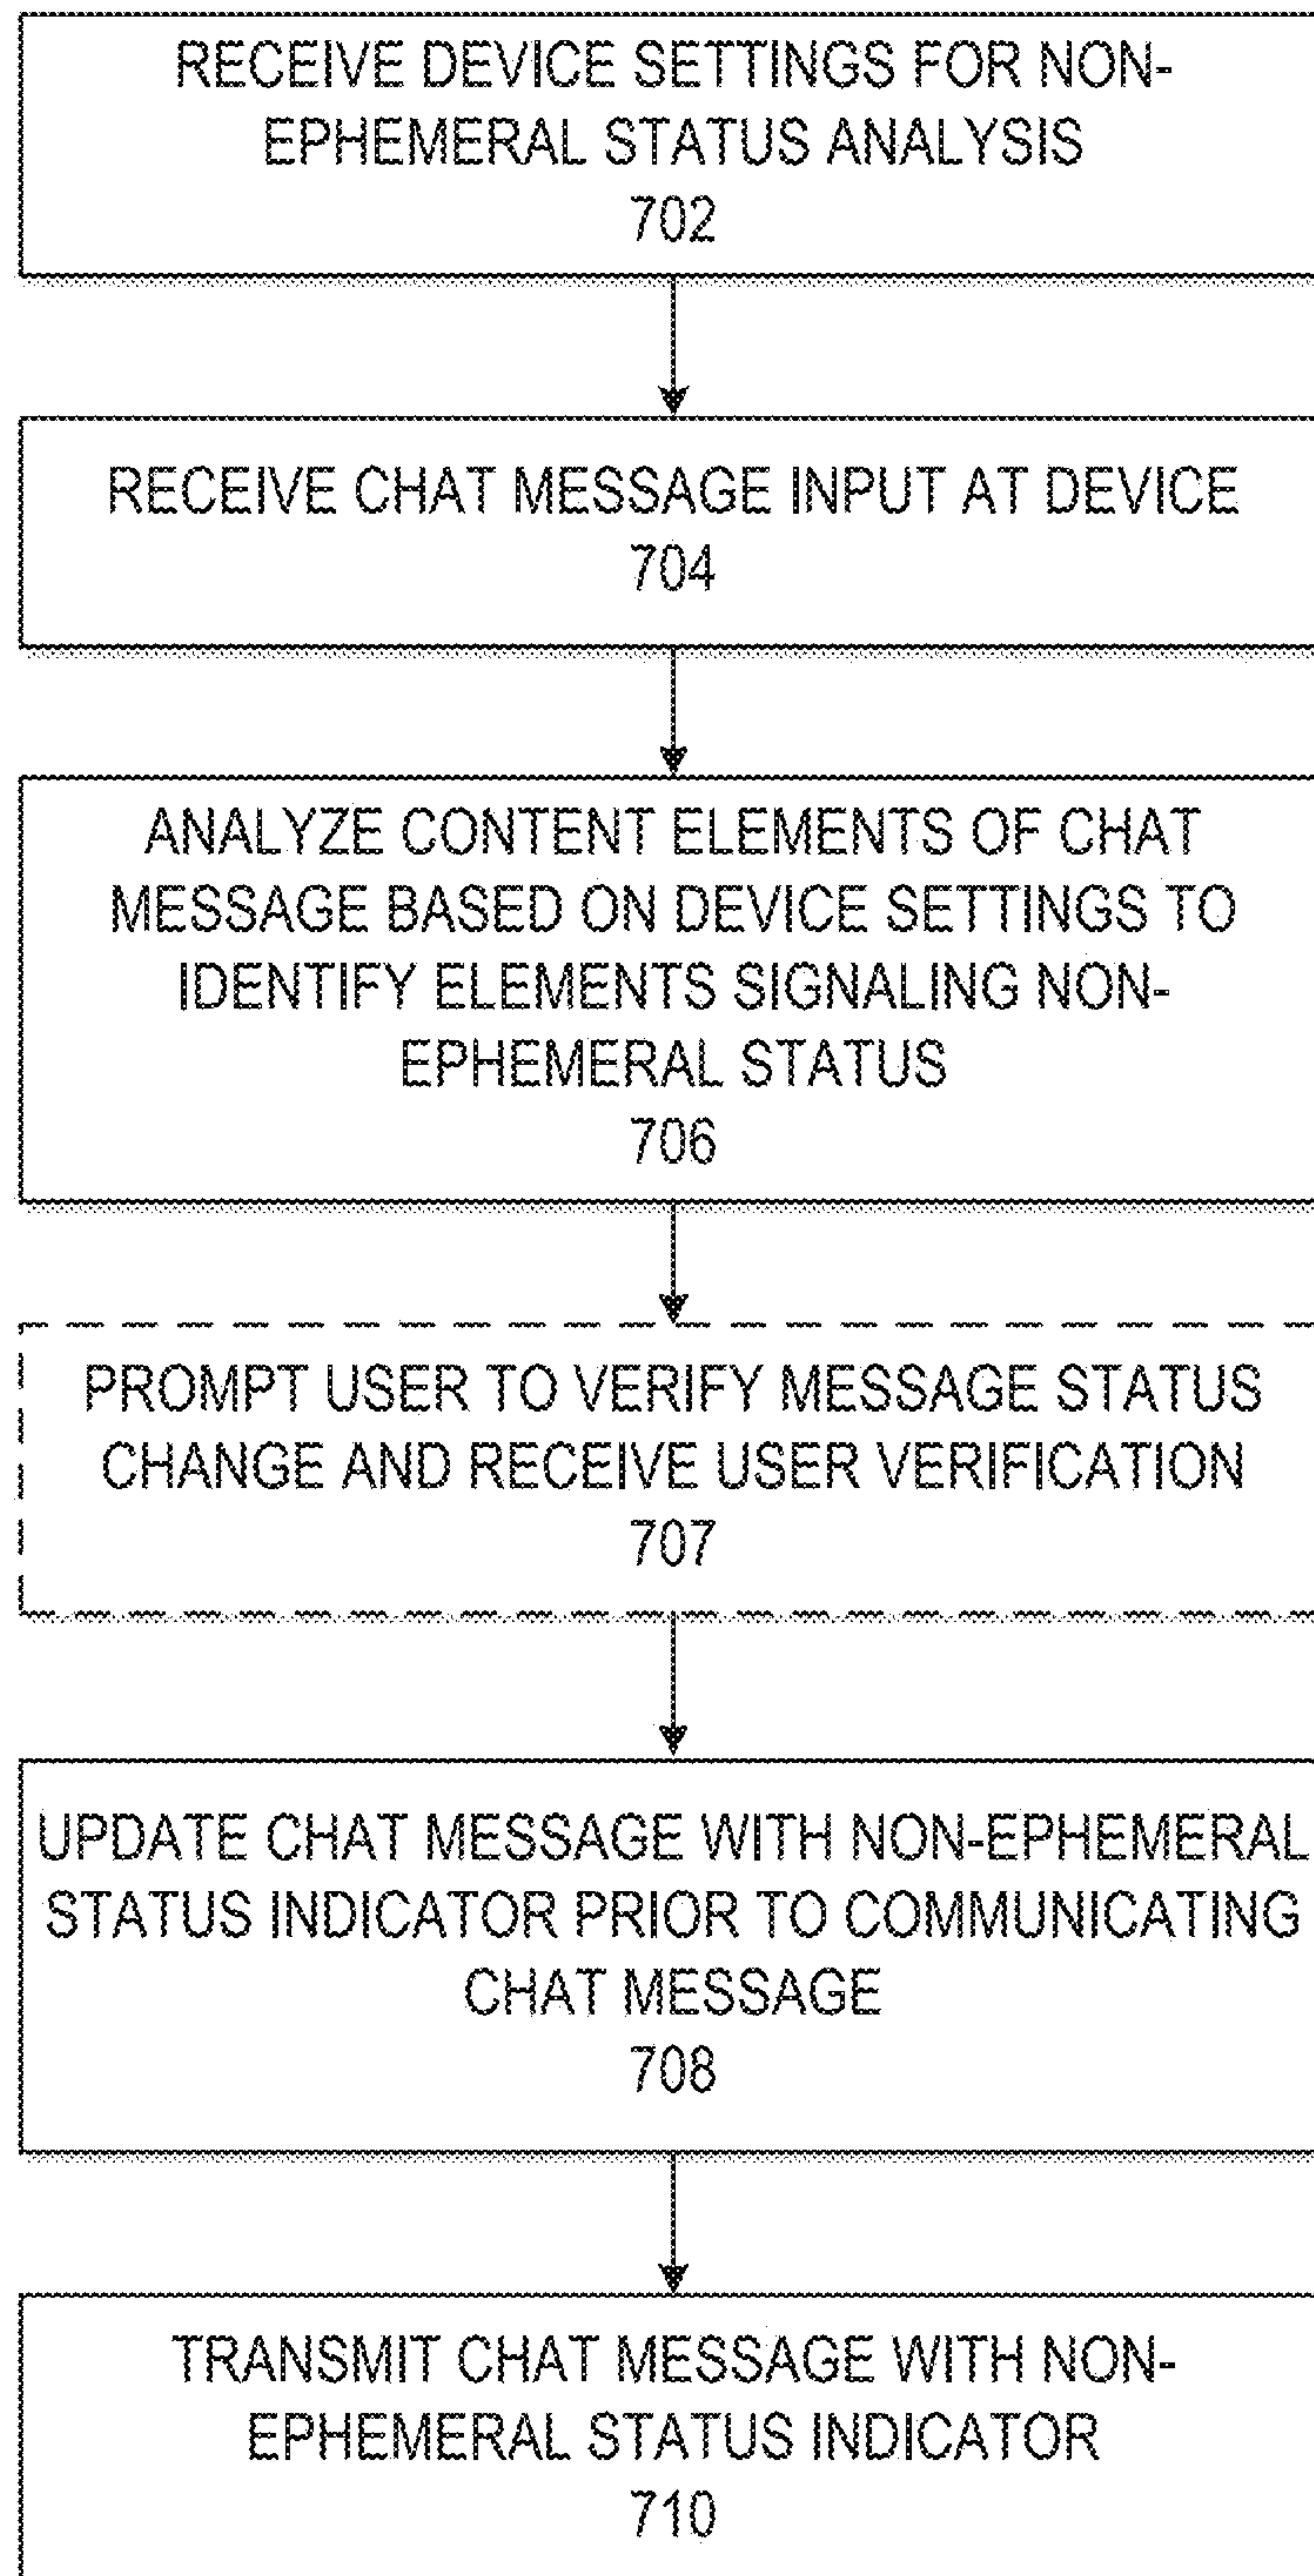 RECEIVE DEVICE SETTINGS FOR NON-
EPHEMERAL STATUS ANALYSIS
702
RECEIVE CHAT MESSAGE INPUT AT DEVICE
704
ANALYZE CONTENT ELEMENTS OF CHAT
MESSAGE BASED ON DEVICE SETTINGS TO
IDENTIFY ELEMENTS SIGNALING NON-
EPHEMERAL STATUS
706
PROMPT USER TO VERIFY MESSAGE STATUS
CHANGE AND RECEIVE USER VERIFICATION
707
UPDATE CHAT MESSAGE WITH NON-EPHEMERAL
STATUS INDICATOR PRIOR TO COMMUNICATING
CHAT MESSAGE
708
TRANSMIT CHAT MESSAGE WITH NON-
EPHEMERAL STATUS INDICATOR
710